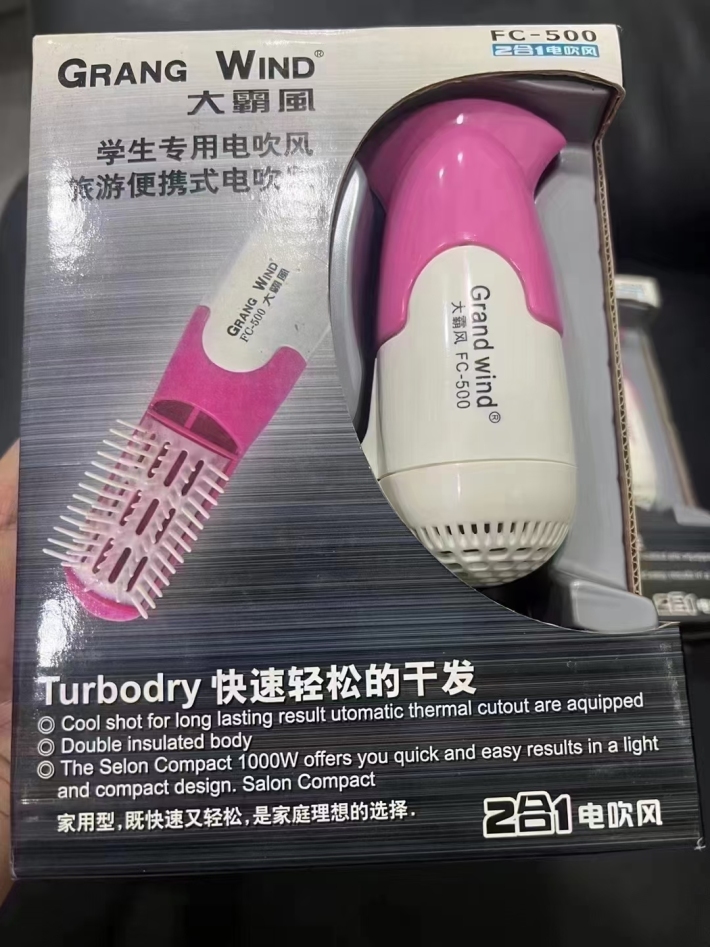 FC-500
2合1电吹风
GRANG WIND®
大霸風
学生专用电吹风
旅游便携式电吹
GRANG WIND®
FC-500 大霸風
Grand wind®
大霸风 FC-500
Turbodry 快速轻松的干发
◎ Cool shot for long lasting result utomatic thermal cutout are aquipped
◎ Double insulated body
◎ The Selon Compact 1000W offers you quick and easy results in a light
and compact design. Salon Compact
家用型,既快速又轻松,是家庭理想的选择.
2合1 电吹风
2合1